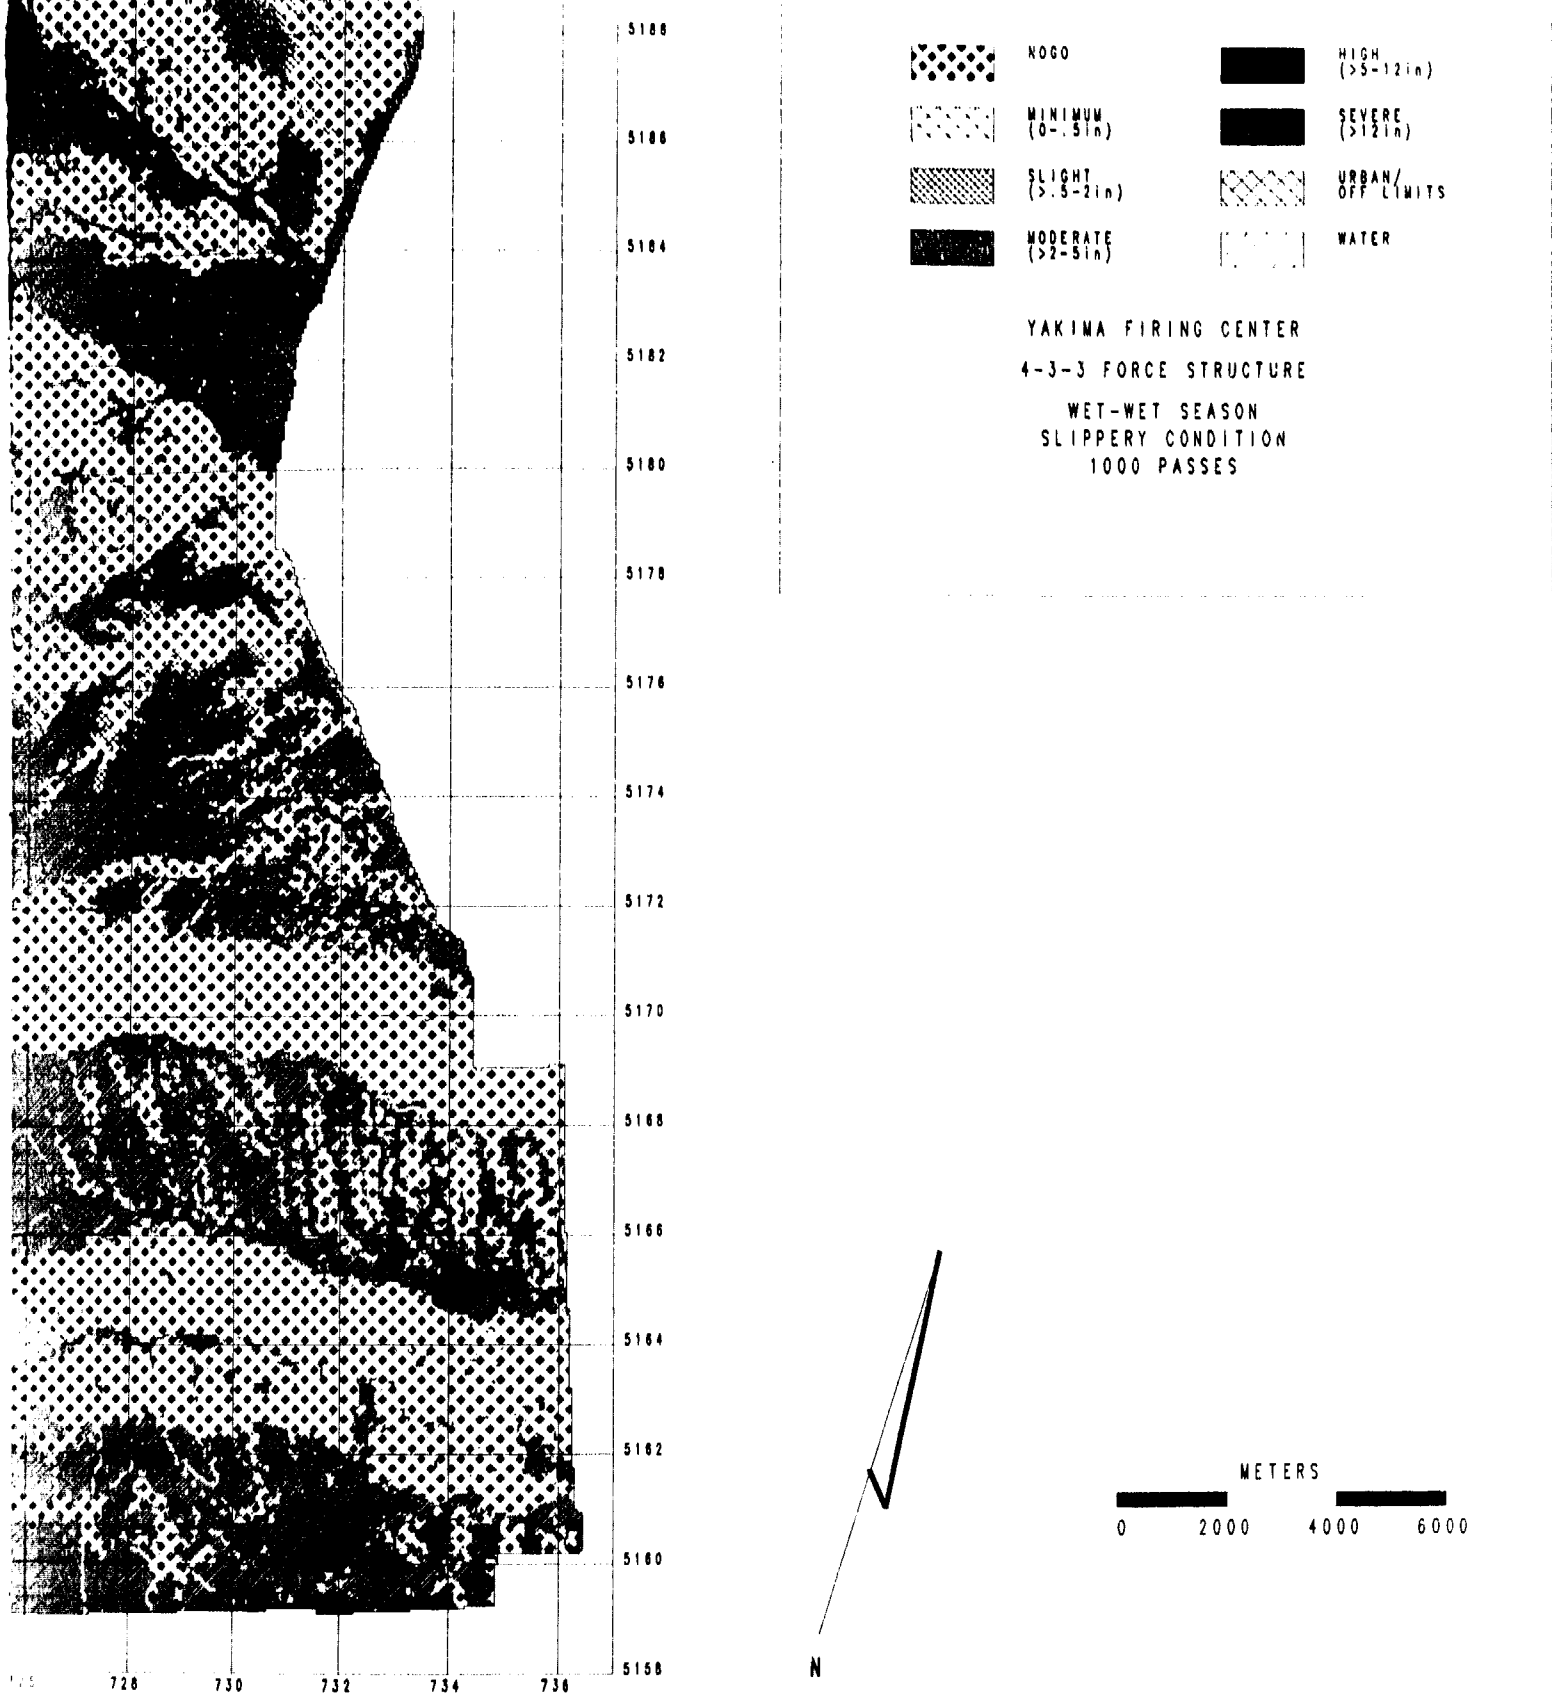 5188
5186
5184
5182
5180
5178
5176
5174
5172
5170
5168
5166
5164
5162
5160
5158
728
730
732
734
736
NOGO
MINIMUM
(0-.5in)
SLIGHT
(>.5-2in)
MODERATE
(>2-5in)
HIGH
(>5-12in)
SEVERE
(>12in)
URBAN/
OFF LIMITS
WATER
YAKIMA FIRING CENTER
4-3-3 FORCE STRUCTURE
WET-WET SEASON
SLIPPERY CONDITION
1000 PASSES
N
METERS
0 2000 4000 6000